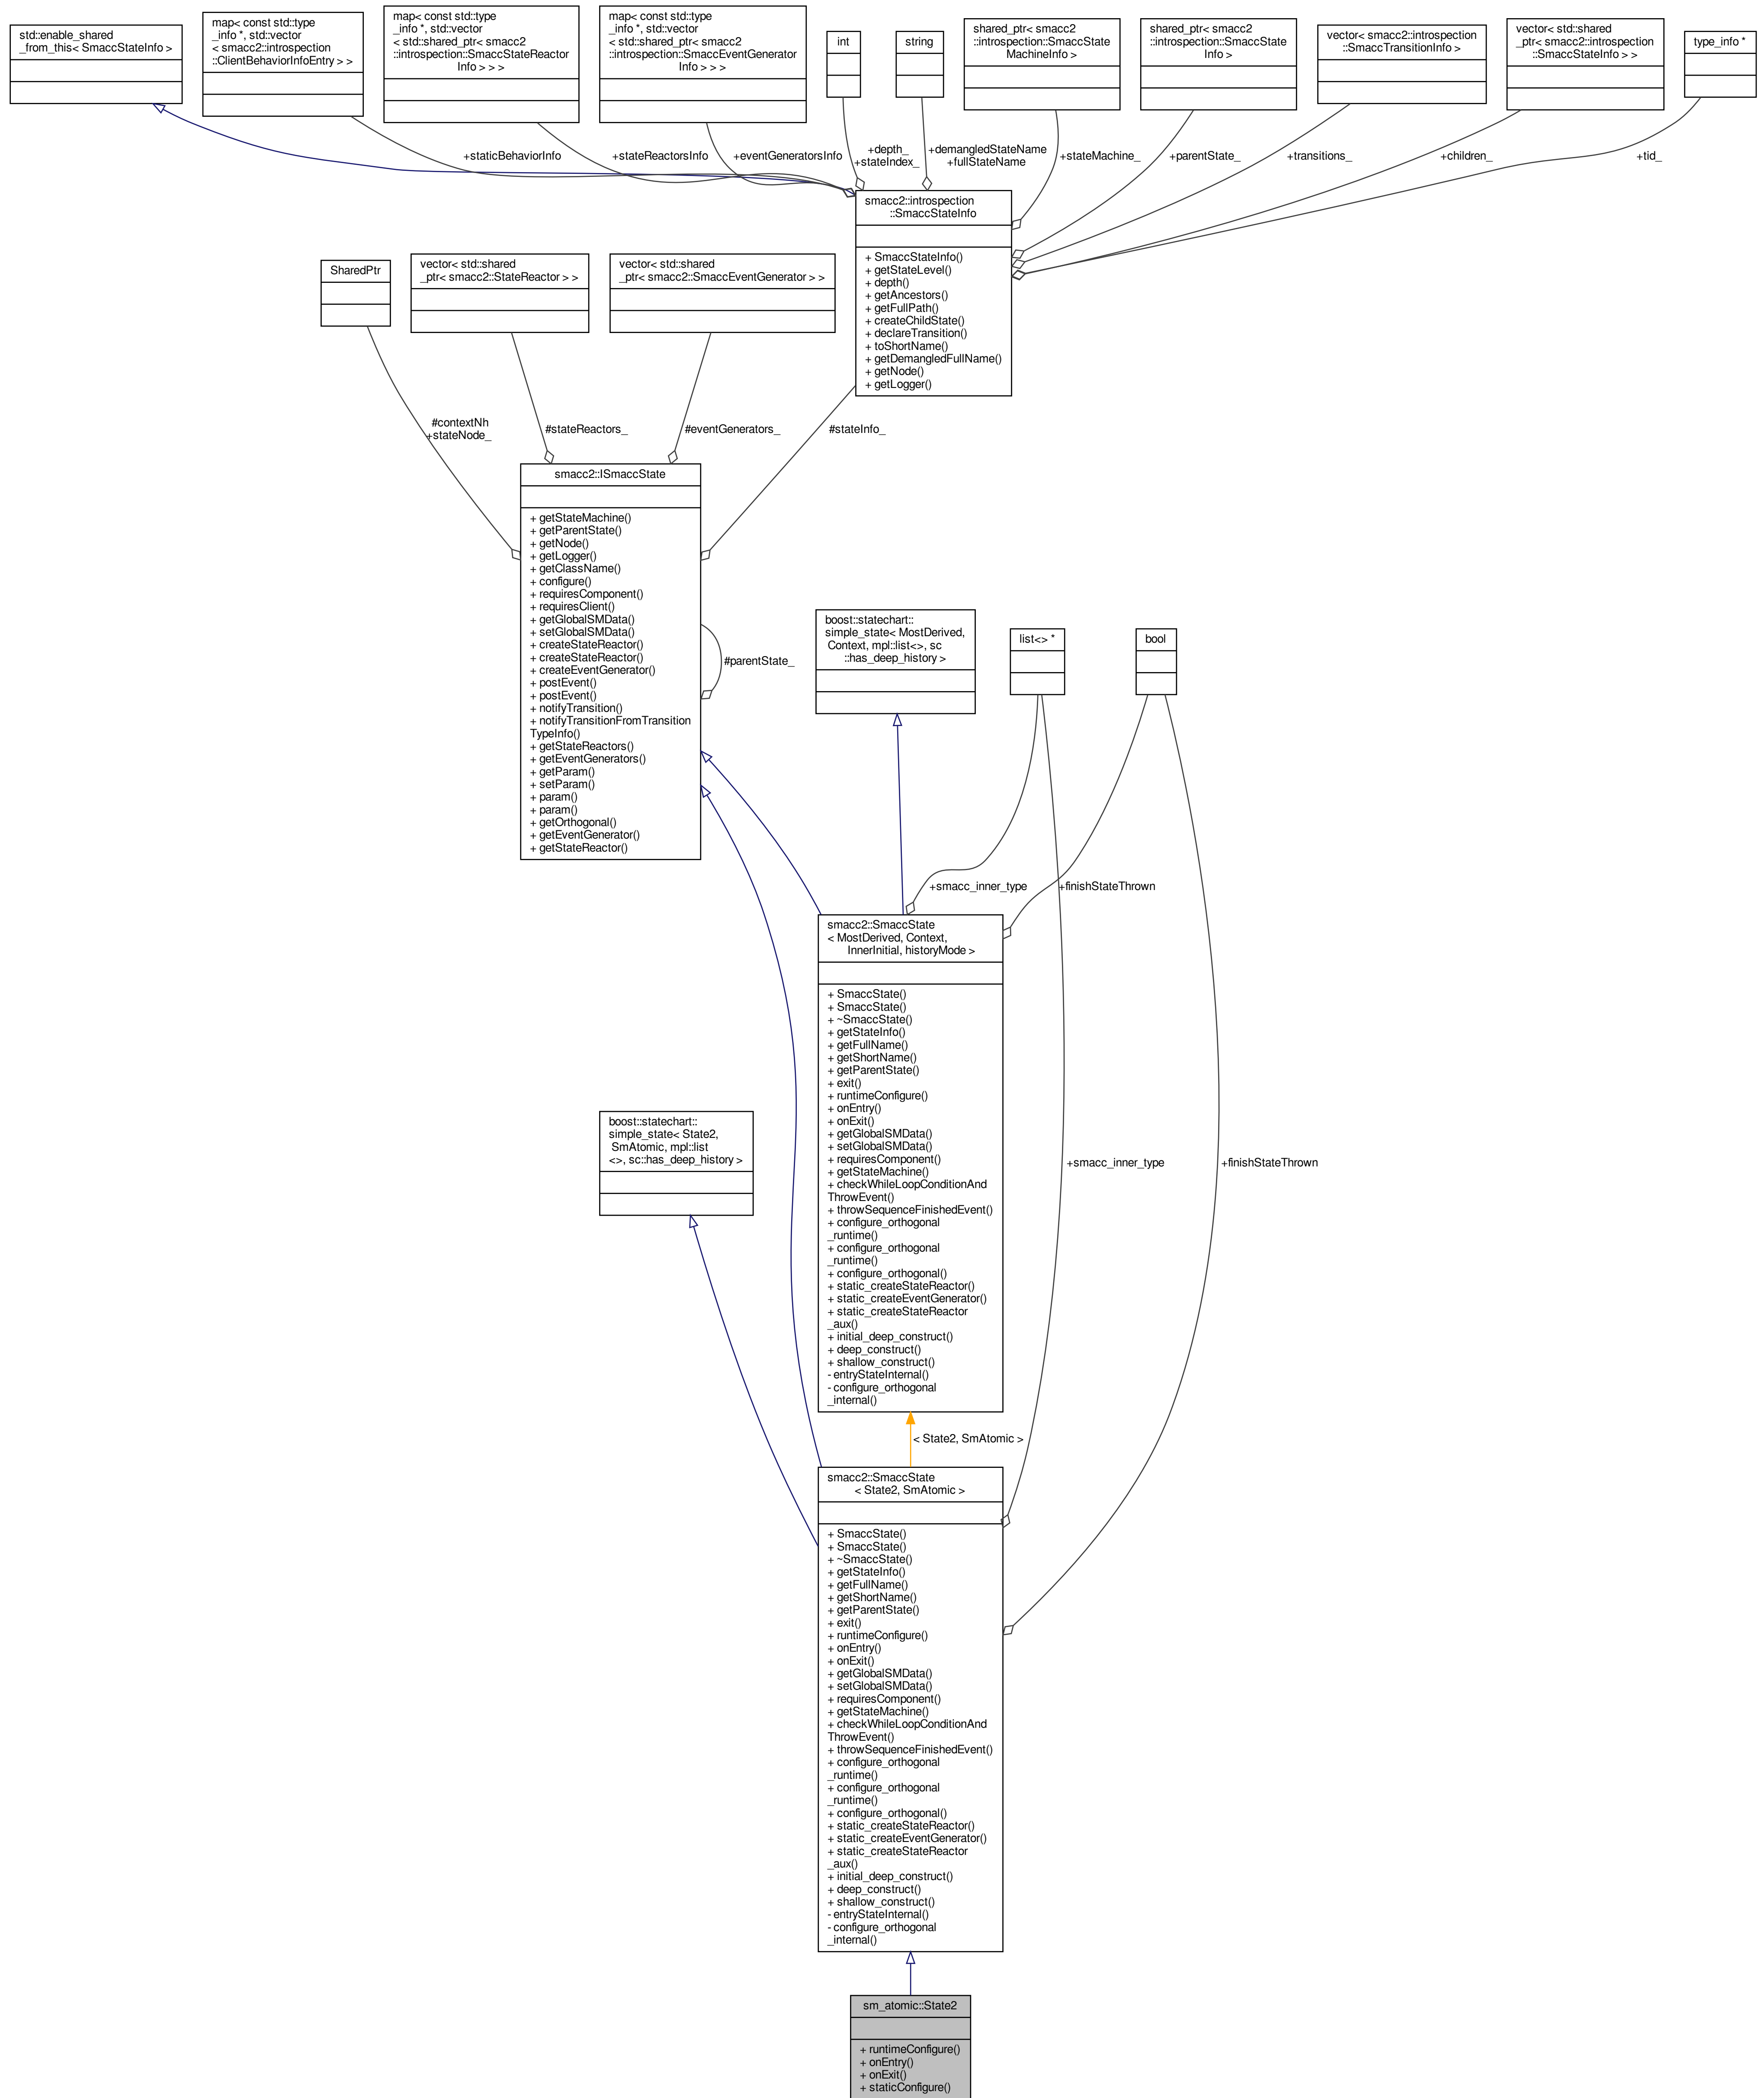 std::enable_shared
_from_this< SmaccStateInfo >
map< const std::type
_info *, std::vector
< smacc2::introspection
::ClientBehaviorInfoEntry > >
map< const std::type
_info *, std::vector
< std::shared_ptr< smacc2
::introspection::SmaccStateReactor
Info > > >
map< const std::type
_info *, std::vector
< std::shared_ptr< smacc2
::introspection::SmaccEventGenerator
Info > > >
int
string
shared_ptr< smacc2
::introspection::SmaccState
MachineInfo >
shared_ptr< smacc2
::introspection::SmaccState
Info >
vector< smacc2::introspection
::SmaccTransitionInfo >
vector< std::shared
_ptr< smacc2::introspection
::SmaccStateInfo > >
type_info *
+staticBehaviorInfo
+stateReactorsInfo
+eventGeneratorsInfo
+depth_
+stateIndex_
+demangledStateName
+fullStateName
+stateMachine_
+parentState_
+transitions_
+children_
+tid_
smacc2::introspection
::SmaccStateInfo
+ SmaccStateInfo()
+ getStateLevel()
+ depth()
+ getAncestors()
+ getFullPath()
+ createChildState()
+ declareTransition()
+ toShortName()
+ getDemangledFullName()
+ getNode()
+ getLogger()
SharedPtr
vector< std::shared
_ptr< smacc2::StateReactor > >
vector< std::shared
_ptr< smacc2::SmaccEventGenerator > >
#contextNh
+stateNode_
#stateReactors_
#eventGenerators_
#stateInfo_
smacc2::ISmaccState
+ getStateMachine()
+ getParentState()
+ getNode()
+ getLogger()
+ getClassName()
+ configure()
+ requiresComponent()
+ requiresClient()
+ getGlobalSMData()
+ setGlobalSMData()
+ createStateReactor()
+ createStateReactor()
+ createEventGenerator()
+ postEvent()
+ postEvent()
+ notifyTransition()
+ notifyTransitionFromTransition
TypeInfo()
+ getStateReactors()
+ getEventGenerators()
+ getParam()
+ setParam()
+ param()
+ param()
+ getOrthogonal()
+ getEventGenerator()
+ getStateReactor()
#parentState_
boost::statechart::
simple_state< MostDerived,
Context, mpl::list<>, sc
::has_deep_history >
list<> *
bool
+smacc_inner_type
+finishStateThrown
smacc2::SmaccState
< MostDerived, Context,
InnerInitial, historyMode >
+ SmaccState()
+ SmaccState()
+ ~SmaccState()
+ getStateInfo()
+ getFullName()
+ getShortName()
+ getParentState()
+ exit()
+ runtimeConfigure()
+ onEntry()
+ onExit()
+ getGlobalSMData()
+ setGlobalSMData()
+ requiresComponent()
+ getStateMachine()
+ checkWhileLoopConditionAnd
ThrowEvent()
+ throwSequenceFinishedEvent()
+ configure_orthogonal
_runtime()
+ configure_orthogonal
_runtime()
+ configure_orthogonal()
+ static_createStateReactor()
+ static_createEventGenerator()
+ static_createStateReactor
_aux()
+ initial_deep_construct()
+ deep_construct()
+ shallow_construct()
- entryStateInternal()
- configure_orthogonal
_internal()
boost::statechart::
simple_state< State2,
SmAtomic, mpl::list
<>, sc::has_deep_history >
+smacc_inner_type
+finishStateThrown
< State2, SmAtomic >
smacc2::SmaccState
< State2, SmAtomic >
+ SmaccState()
+ SmaccState()
+ ~SmaccState()
+ getStateInfo()
+ getFullName()
+ getShortName()
+ getParentState()
+ exit()
+ runtimeConfigure()
+ onEntry()
+ onExit()
+ getGlobalSMData()
+ setGlobalSMData()
+ requiresComponent()
+ getStateMachine()
+ checkWhileLoopConditionAnd
ThrowEvent()
+ throwSequenceFinishedEvent()
+ configure_orthogonal
_runtime()
+ configure_orthogonal
_runtime()
+ configure_orthogonal()
+ static_createStateReactor()
+ static_createEventGenerator()
+ static_createStateReactor
_aux()
+ initial_deep_construct()
+ deep_construct()
+ shallow_construct()
- entryStateInternal()
- configure_orthogonal
_internal()
sm_atomic::State2
+ runtimeConfigure()
+ onEntry()
+ onExit()
+ staticConfigure()